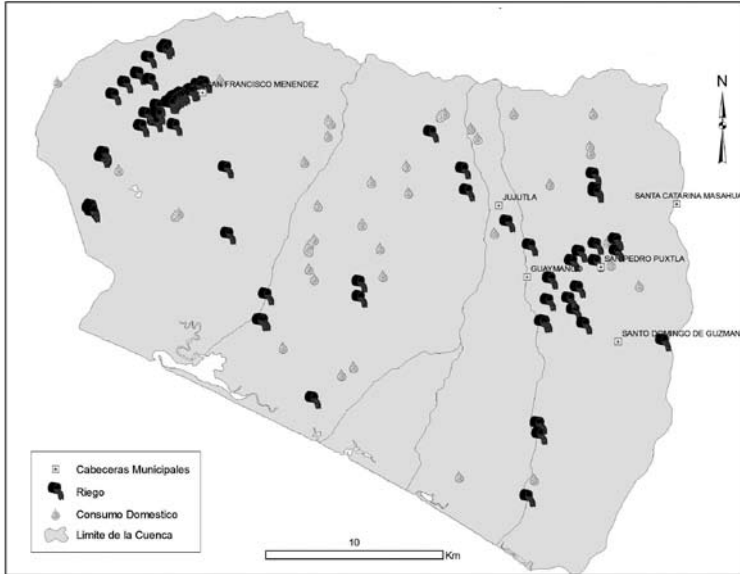 SAN FRANCISCO MENENDEZ
N
JUJUTLA
SANTA CATARINA MASAHUA
SAN PEDRO PUXTLA
GUAYMANGO
SANTO DOMINGO DE GUZMAN
Cabeceras Municipales
Riego
Consumo Domestico
Limite de la Cuenca
10
Km